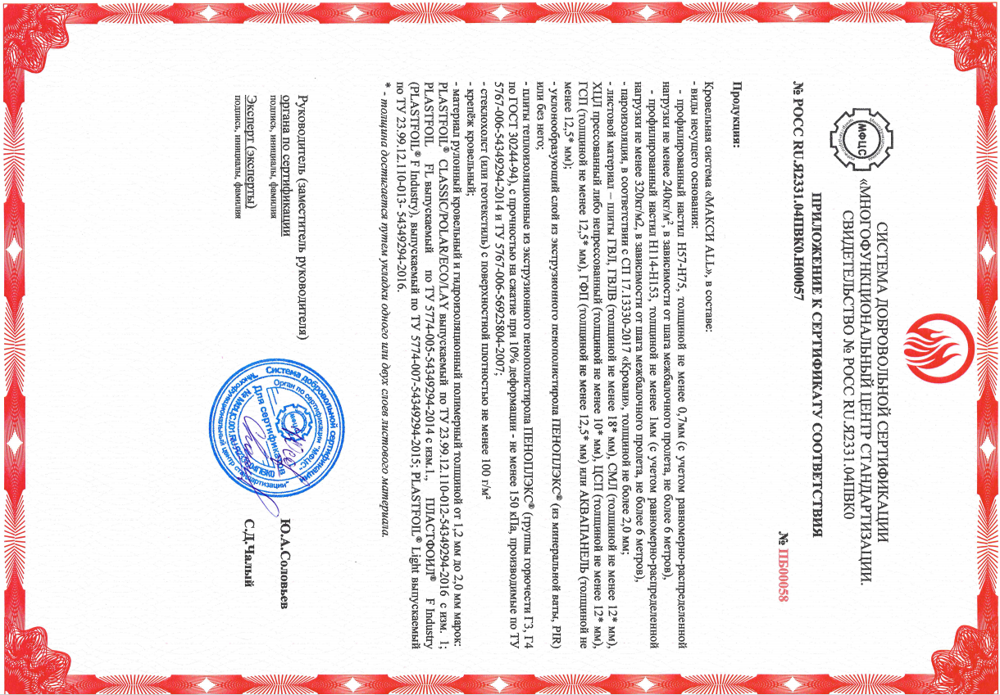 СИСТЕМА ДОБРОВОЛЬНОЙ СЕРТИФИКАЦИИ
«МНОГОФУНКЦИОНАЛЬНЫЙ ЦЕНТР СТАНДАРТИЗАЦИИ.
СВИДЕТЕЛЬСТВО № РОСС RU.Я2331.04ПВК0
МФЦС
ПРИЛОЖЕНИЕ К СЕРТИФИКАТУ СООТВЕТСТВИЯ
№ РОСС RU.Я2331.04ПВК0.Н00057
№ ПБ00058
Продукция:
Кровельная система «МАКСИ ALL», в составе:
- виды несущего основания:
- профилированный настил Н57-Н75, толщиной не менее 0,7мм (с учетом равномерно-распределенной
нагрузки не менее 240кг/м², в зависимости от шага межбалочного пролета, не более 6 метров),
- профилированный настил Н114-Н153, толщиной не менее 1мм (с учетом равномерно-распределенной
нагрузки не менее 320кг/м2, в зависимости от шага межбалочного пролета, не более 6 метров),
- пароизоляция, в соответствии с СП 17.13330-2017 «Кровли», толщиной не более 2,0 мм;
- листовой материал – плиты ГВЛ, ГВЛВ (толщиной не менее 18* мм), СМЛ (толщиной не менее 12* мм),
ХЦЛ прессованный либо непрессованный (толщиной не менее 10* мм), ЦСП (толщиной не менее 12* мм),
ГСП (толщиной не менее 12,5* мм), ГФП (толщиной не менее 12,5* мм) или АКВАПАНЕЛЬ (толщиной не
менее 12,5* мм);
- уклонообразующий слой из экструзионного пенополистирола ПЕНОПЛЭКС® (из минеральной ваты, PIR)
или без него;
- плиты теплоизоляционные из экструзионного пенополистирола ПЕНОПЛЭКС® (группы горючести Г3, Г4
по ГОСТ 30244-94), с прочностью на сжатие при 10% деформации - не менее 150 кПа, производимые по ТУ
5767-006-54349294-2014 и ТУ 5767-006-56925804-2007;
- стеклохолст (или геотекстиль) с поверхностной плотностью не менее 100 г/м²
- крепёж кровельный;
- материал рулонный кровельный и гидроизоляционный полимерный толщиной от 1,2 мм до 2,0 мм марок:
PLASTFOIL® CLASSIC/POLAR/ECO/LAY выпускаемый по ТУ 23.99.12.110-012-54349294-2016 с изм. 1;
PLASTFOIL FL выпускаемый по ТУ 5774-005-54349294-2014 с изм.1., ПЛАСТФОИЛ® F Industry
(PLASTFOIL® F Industry), выпускаемый по ТУ 5774-007-54349294-2015; PLASTFOIL® Light выпускаемый
по ТУ 23.99.12.110-013- 54349294-2016.
* - толщина достигается путем укладки одного или двух слоев листового материала.
Руководитель (заместитель руководителя)
органа по сертификации
подпись, инициалы, фамилия
Ю.А.Соловьев
Эксперт (эксперты)
подпись, инициалы, фамилия
С.Д.Чалый
Система добровольной сертификации
Орган по сертификации
Для сертификатов